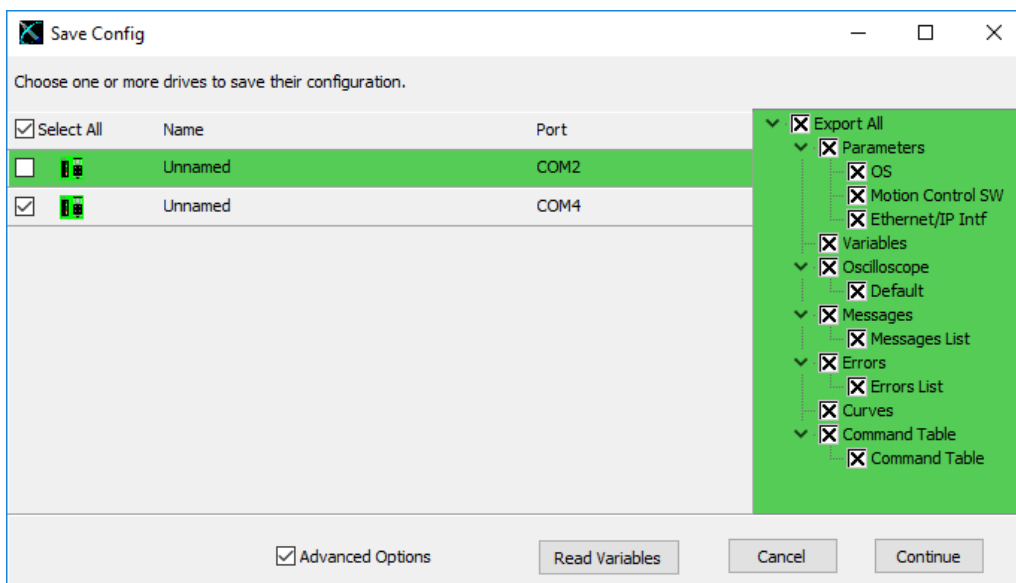 Save Config
Choose one or more drives to save their configuration.
Select All Name Port
Unnamed COM2
Unnamed COM4
Export All
Parameters
OS
Motion Control SW
Ethernet/IP Intf
Variables
Oscilloscope
Default
Messages
Messages List
Errors
Errors List
Curves
Command Table
Command Table
Advanced Options Read Variables Cancel Continue